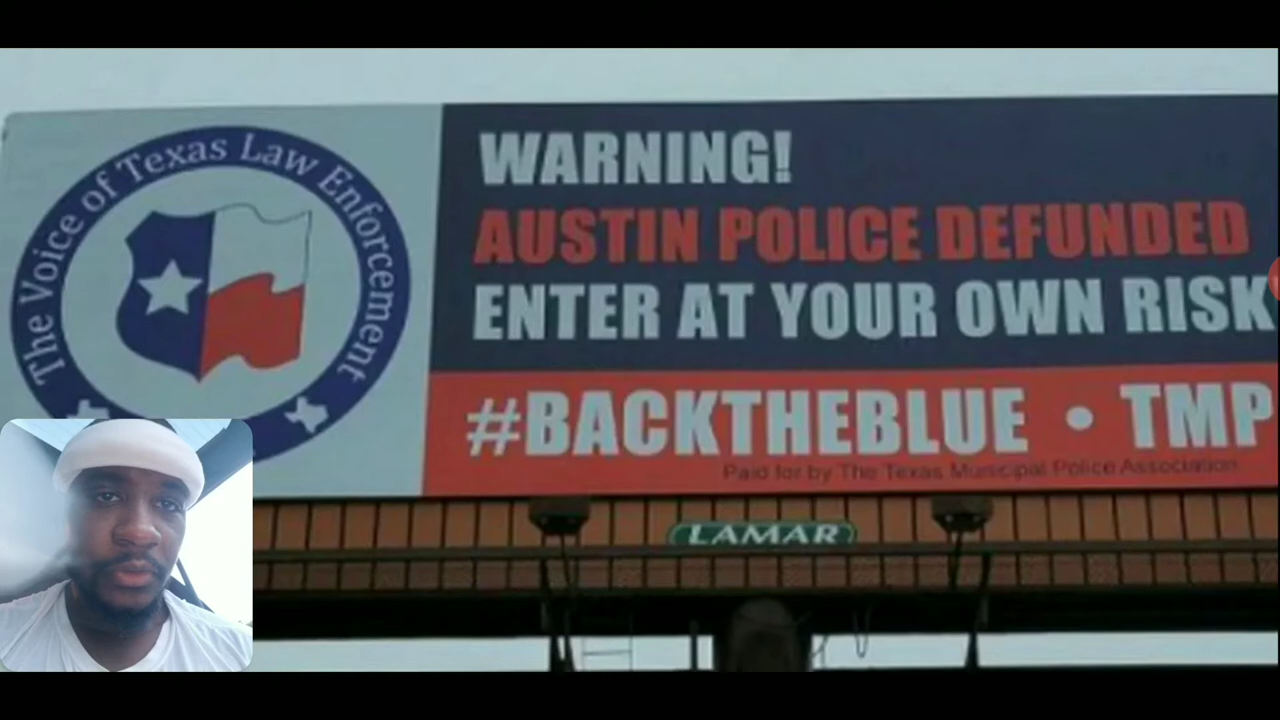 The Voice of Texas Law Enforcement
WARNING!
AUSTIN POLICE DEFUNDED
ENTER AT YOUR OWN RISK
#BACKTHEBLUE • TMP
Paid for by The Texas Municipal Police Association
LAMAR